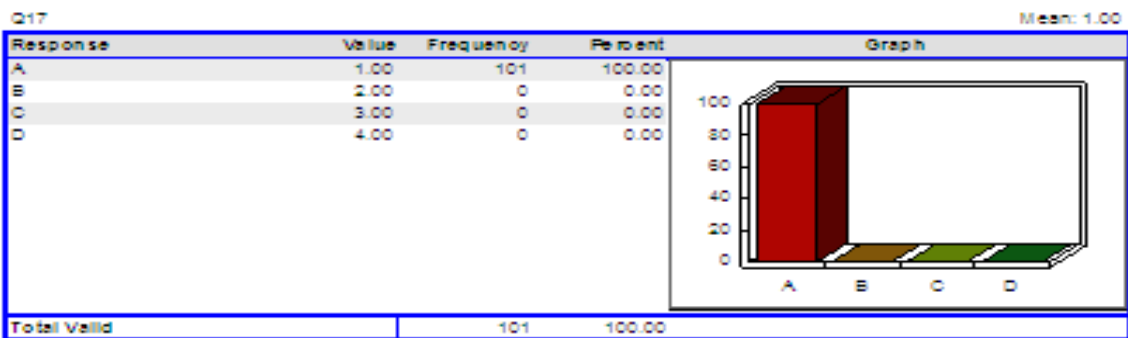 Q17 Mean: 1.00
Response Value Frequency Percent Graph
A 1.00 101 100.00
B 2.00 0 0.00
C 3.00 0 0.00
D 4.00 0 0.00
100
80
60
40
20
0
A B C D
Total Valid 101 100.00